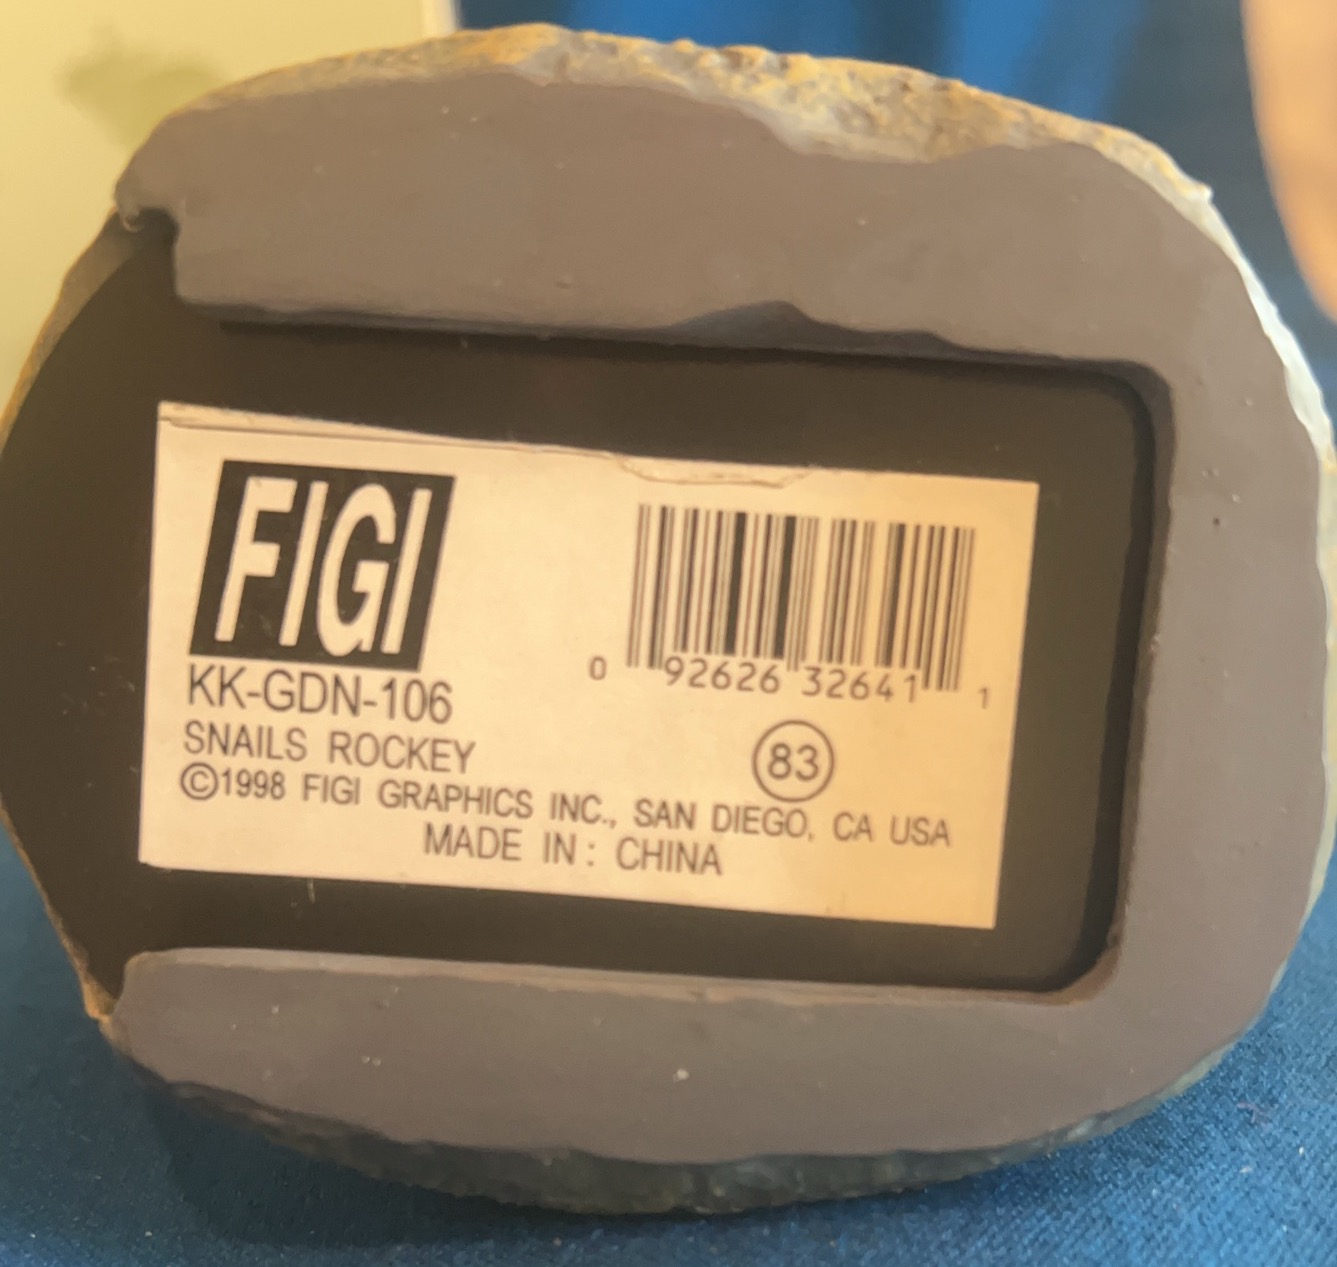 FIGI
KK-GDN-106
0 92626 32641 1
SNAILS ROCKEY
83
©1998 FIGI GRAPHICS INC., SAN DIEGO, CA USA
MADE IN: CHINA